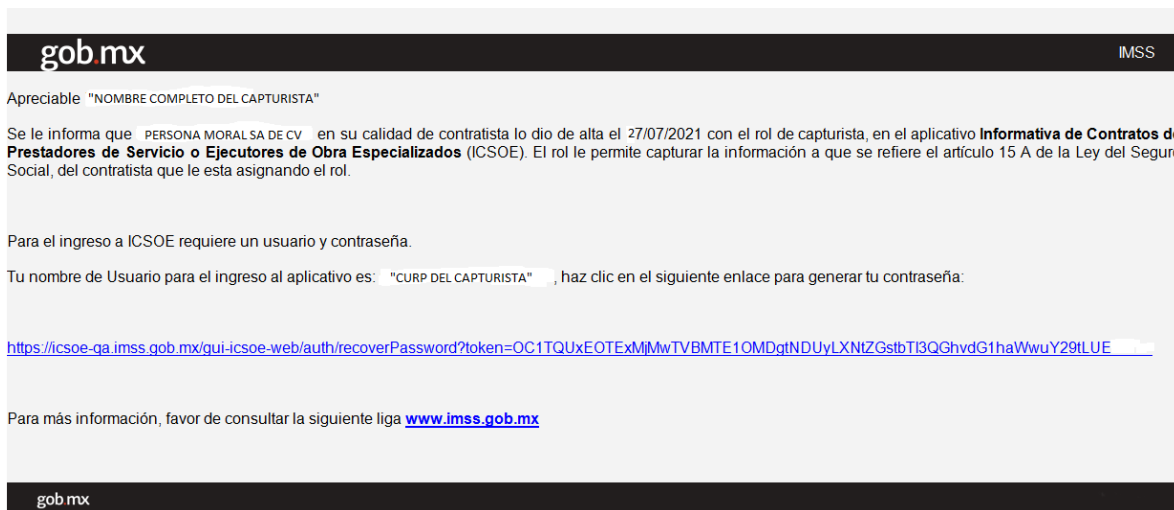 gob.mx
IMSS
Apreciable "NOMBRE COMPLETO DEL CAPTURISTA"
Se le informa que PERSONA MORAL SA DE CV en su calidad de contratista lo dio de alta el 27/07/2021 con el rol de capturista, en el aplicativo Informativa de Contratos de
Prestadores de Servicio o Ejecutores de Obra Especializados (ICSOE). El rol le permite capturar la información a que se refiere el artículo 15 A de la Ley del Seguro
Social, del contratista que le esta asignando el rol.
Para el ingreso a ICSOE requiere un usuario y contraseña.
Tu nombre de Usuario para el ingreso al aplicativo es: "CURP DEL CAPTURISTA" , haz clic en el siguiente enlace para generar tu contraseña:
https://icsoe-qa.imss.gob.mx/gui-icsoe-web/auth/recoverPassword?token=OC1TQUxEOTExMjMwTVBMTE1OMDgtNDUyLXNtZGstbTI3QGhvdG1haWwuY29tLUE
Para más información, favor de consultar la siguiente liga www.imss.gob.mx
gob.mx